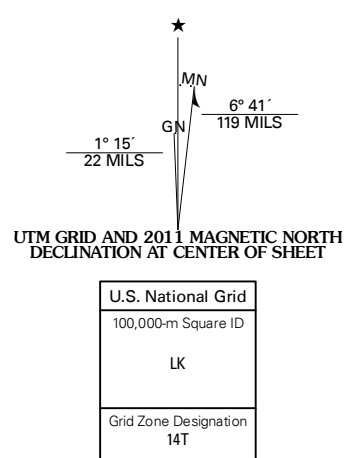 ★
MN
GN
6° 41´
119 MILS
1° 15´
22 MILS
UTM GRID AND 2011 MAGNETIC NORTH
DECLINATION AT CENTER OF SHEET
U.S. National Grid
100,000-m Square ID
LK
Grid Zone Designation
14T